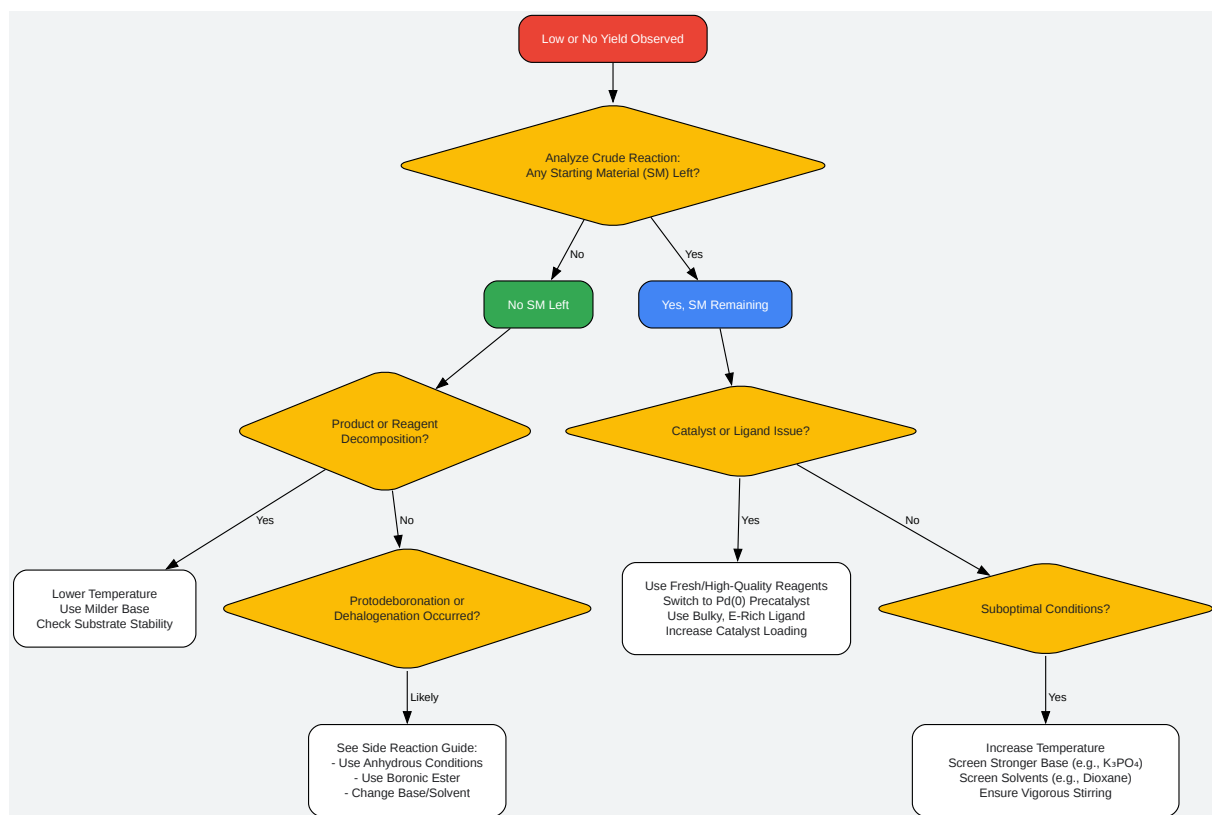 Low or No Yield Observed
Analyze Crude Reaction:
Any Starting Material (SM) Left?
No
Yes
No SM Left
Yes, SM Remaining
Product or Reagent
Decomposition?
Catalyst or Ligand Issue?
Yes
No
Yes
No
Lower Temperature
Use Milder Base
Check Substrate Stability
Protodeboronation or
Dehalogenation Occurred?
Use Fresh/High-Quality Reagents
Switch to Pd(0) Precatalyst
Use Bulky, E-Rich Ligand
Increase Catalyst Loading
Suboptimal Conditions?
Likely
Yes
See Side Reaction Guide:
- Use Anhydrous Conditions
- Use Boronic Ester
- Change Base/Solvent
Increase Temperature
Screen Stronger Base (e.g., K₃PO₄)
Screen Solvents (e.g., Dioxane)
Ensure Vigorous Stirring